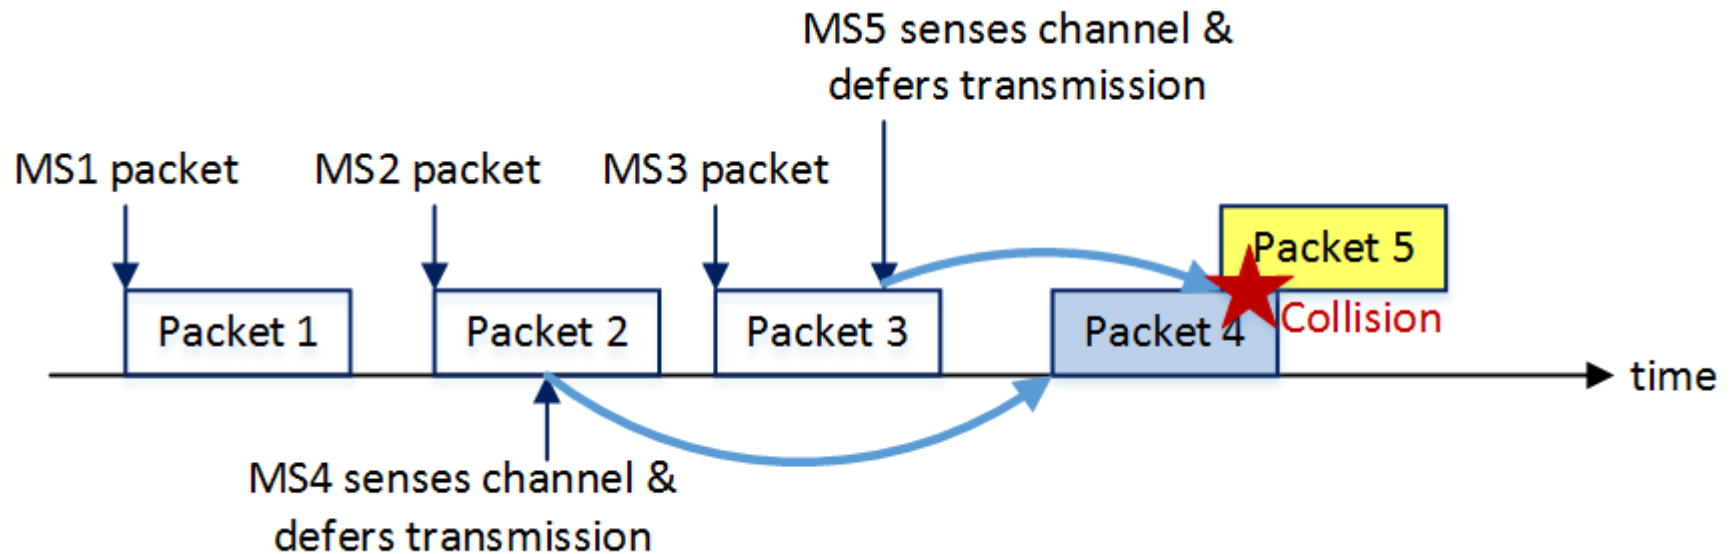 MS5 senses channel &
defers transmission
MS1 packet
MS2 packet
MS3 packet
Packet 5
Packet 1
Packet 2
Packet 3
Packet 4
Collision
time
MS4 senses channel &
defers transmission